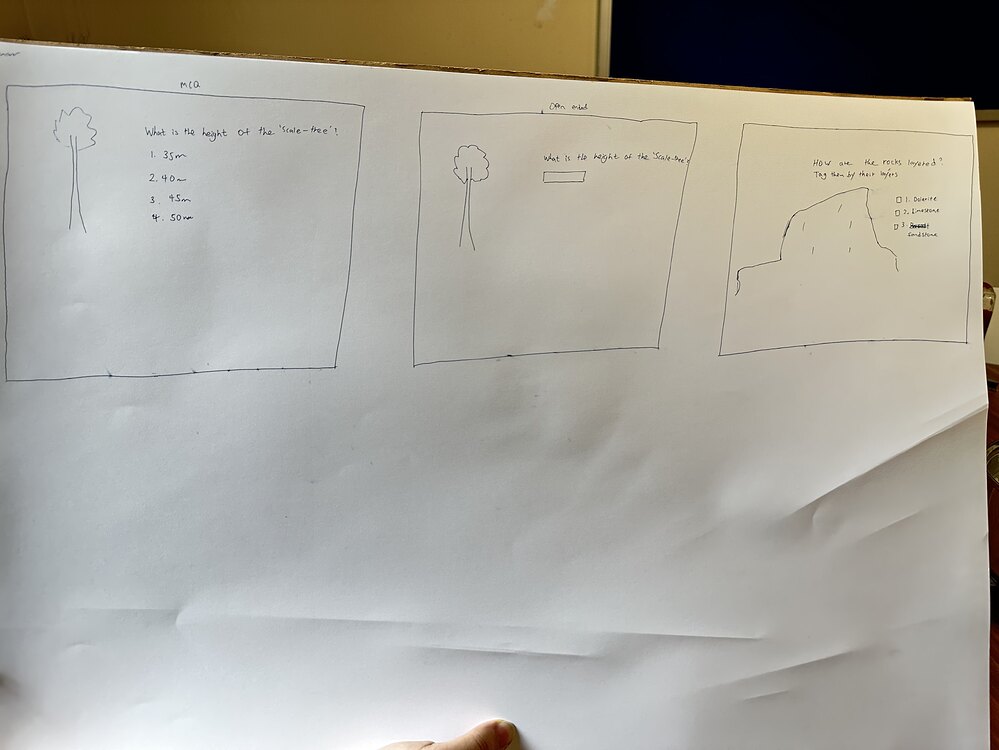 MCQ
What is the height of the 'Scale-tree'?
1. 35m
2. 40m
3. 45m
4. 50m
Open ended
What is the height of the 'Scale-tree'?
How are the rocks layered?
Tag them by their layers
1. Dolerite
2. Limestone
3.
Sandstone